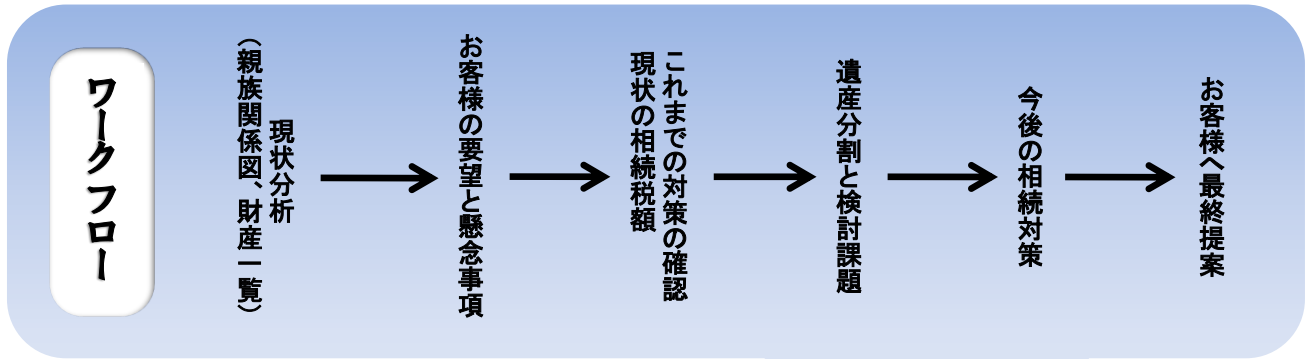 ワークフロー
現状分析
（親族関係図、財産一覧）
お客様の要望と懸念事項
これまでの対策の確認
現状の相続税額
遺産分割と検討課題
今後の相続対策
お客様へ最終提案